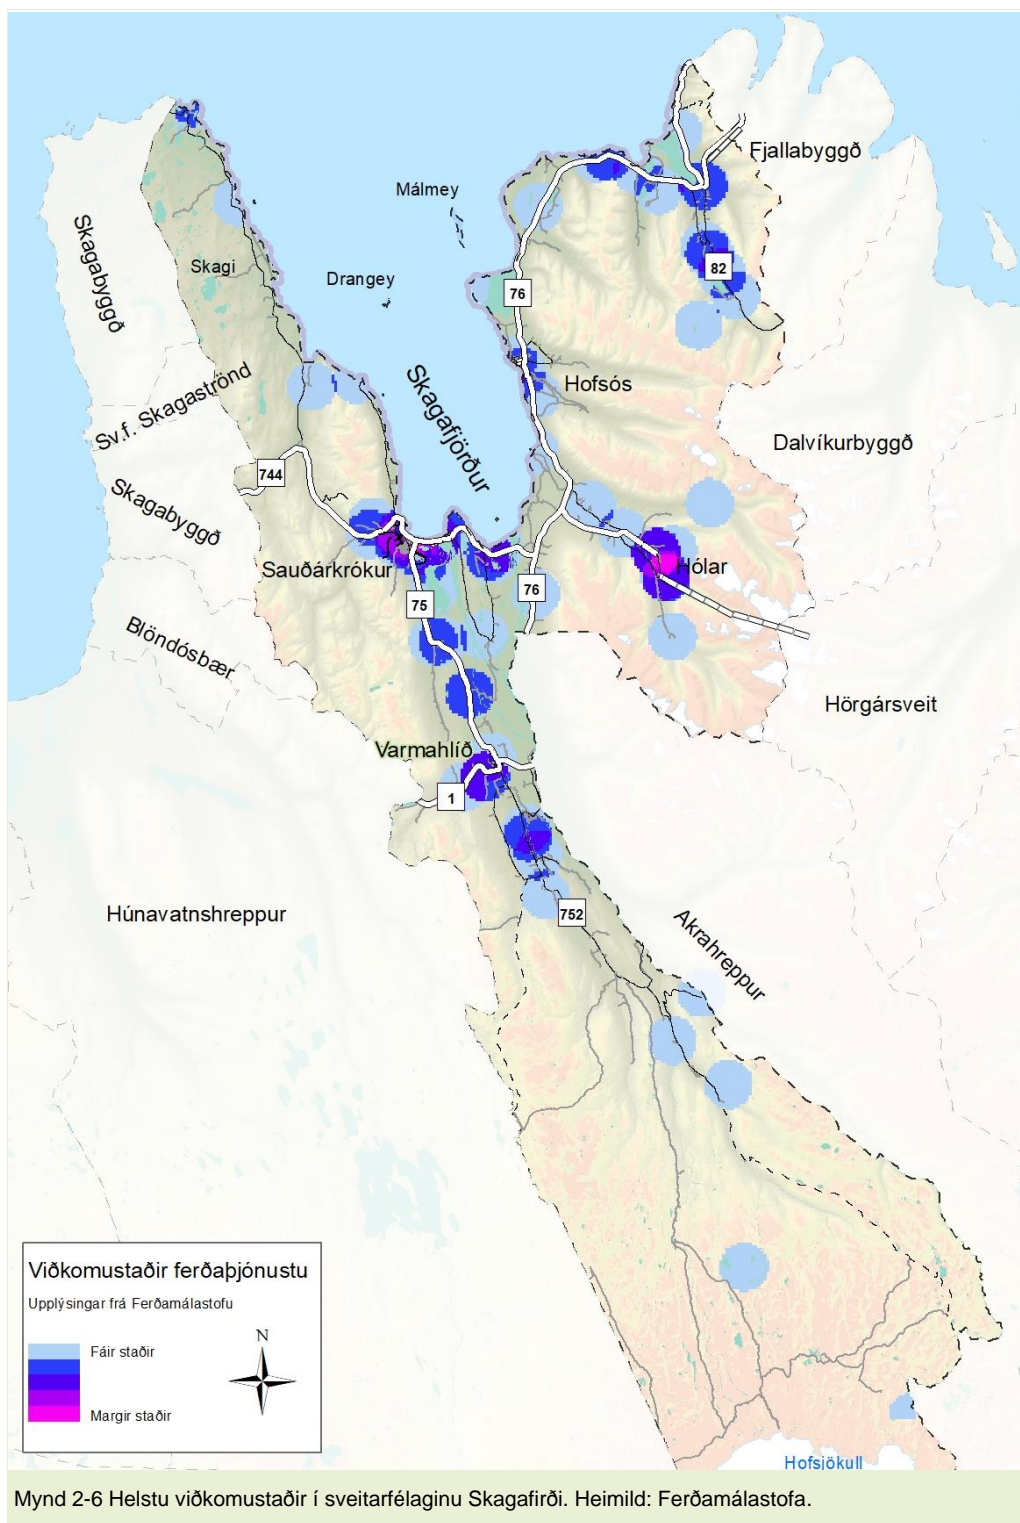 Fjallabyggð
Málmey
Skagabyggð
Skagi
Drangey
82
76
Skagafjörður
Hofsós
Sv.f. Skagaströnd
Dalvíkurbyggð
744
Skagabyggð
Sauðárkrókur
Hólar
75
76
Blöndósbær
Hörgársveit
Varmahlíð
1
Húnavatnshreppur
752
Akrahreppur
Viðkomustaðir ferðaþjónustu
Upplýsingar frá Ferðamálastofu
N
Fáir staðir
Margir staðir
Hofsjökull
Mynd 2-6 Helstu viðkomustaðir í sveitarfélaginu Skagafirði. Heimild: Ferðamálastofa.